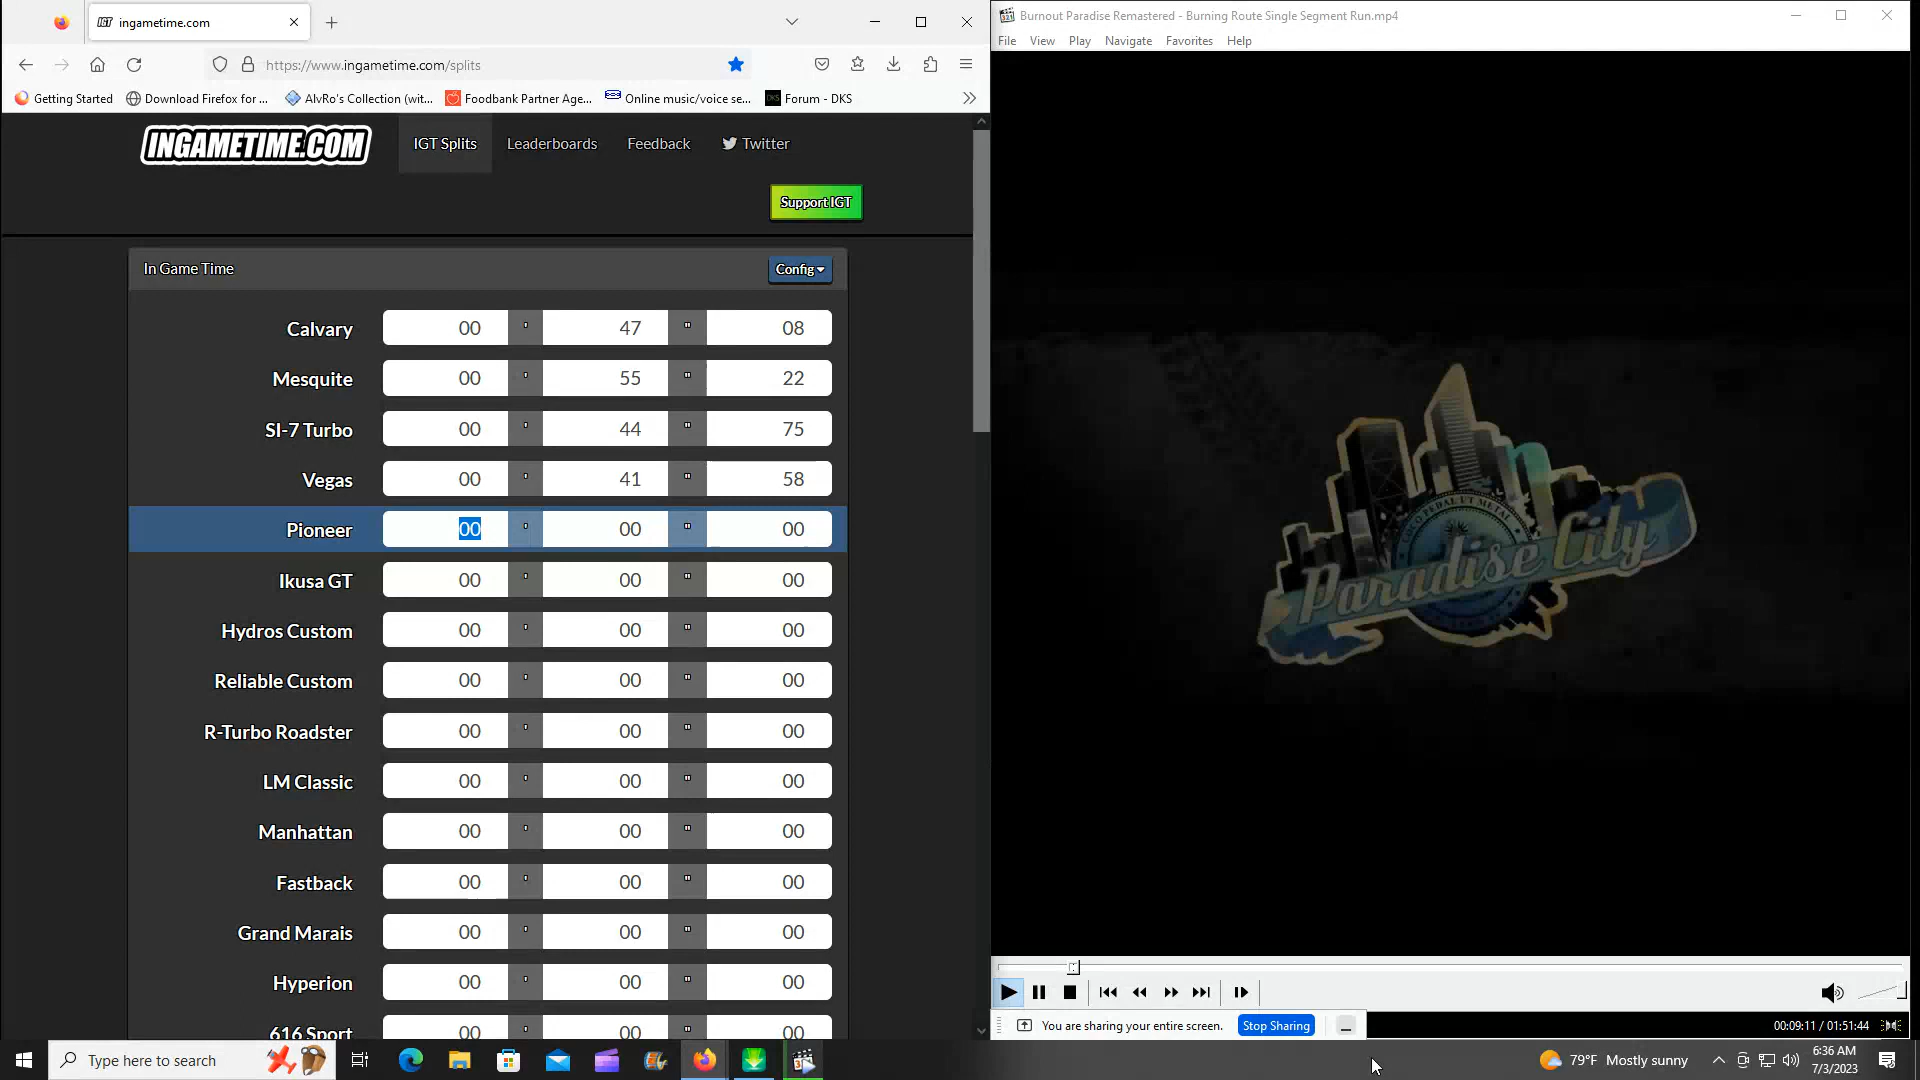 ingametime.com
https://www.ingametime.com/splits
Getting Started
Download Firefox for ...
AlvRo's Collection (wit...
Foodbank Partner Age...
Online music/voice se...
Forum - DKS
INGAMETIME.COM
IGT Splits
Leaderboards
Feedback
Twitter
Support IGT
In Game Time
Config
Calvary 00 ' 47 " 08
Mesquite 00 ' 55 " 22
SI-7 Turbo 00 ' 44 " 75
Vegas 00 ' 41 " 58
Pioneer 00 ' 00 " 00
Ikusa GT 00 ' 00 " 00
Hydros Custom 00 ' 00 " 00
Reliable Custom 00 ' 00 " 00
R-Turbo Roadster 00 ' 00 " 00
LM Classic 00 ' 00 " 00
Manhattan 00 ' 00 " 00
Fastback 00 ' 00 " 00
Grand Marais 00 ' 00 " 00
Hyperion 00 ' 00 " 00
616 Sport 00 ' 00 " 00
Burnout Paradise Remastered - Burning Route Single Segment Run.mp4
File View Play Navigate Favorites Help
Paradise City
You are sharing your entire screen.
Stop Sharing
00:09:11 / 01:51:44
Type here to search
79°F Mostly sunny
6:36 AM
7/3/2023